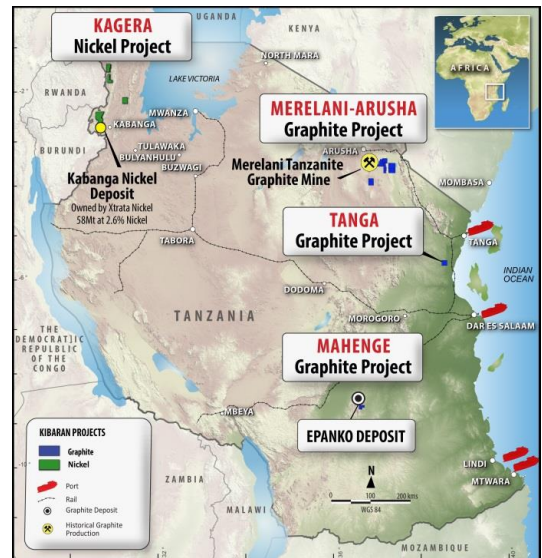 UGANDA
KENYA
KAGERA
Nickel Project
NORTH MARA
LAKE VICTORIA
AFRICA
RWANDA
MWANZA
KABANGA
MERELANI-ARUSHA
Graphite Project
BURUNDI
TULAWAKA
BULYANHULU
BUZWAGI
ARUSHA
Merelani Tanzanite
Graphite Mine
Kabanga Nickel
Deposit
Owned by Xtrata Nickel
58Mt at 2.6% Nickel
MOMBASA
TANGA
Graphite Project
TANGA
TABORA
INDIAN
OCEAN
DODOMA
TANZANIA
MOROGORO
DAR ES SALAAM
THE
DEMOCRATIC
REPUBLIC OF
THE CONGO
MAHENGE
Graphite Project
MBEYA
EPANKO DEPOSIT
KIBARAN PROJECTS
Graphite
Nickel
Port
Rail
Graphite Deposit
Historical Graphite
Production
LINDI
MTWARA
N
0 100 200 kms
WGS 84
ZAMBIA
MALAWI
MOZAMBIQUE